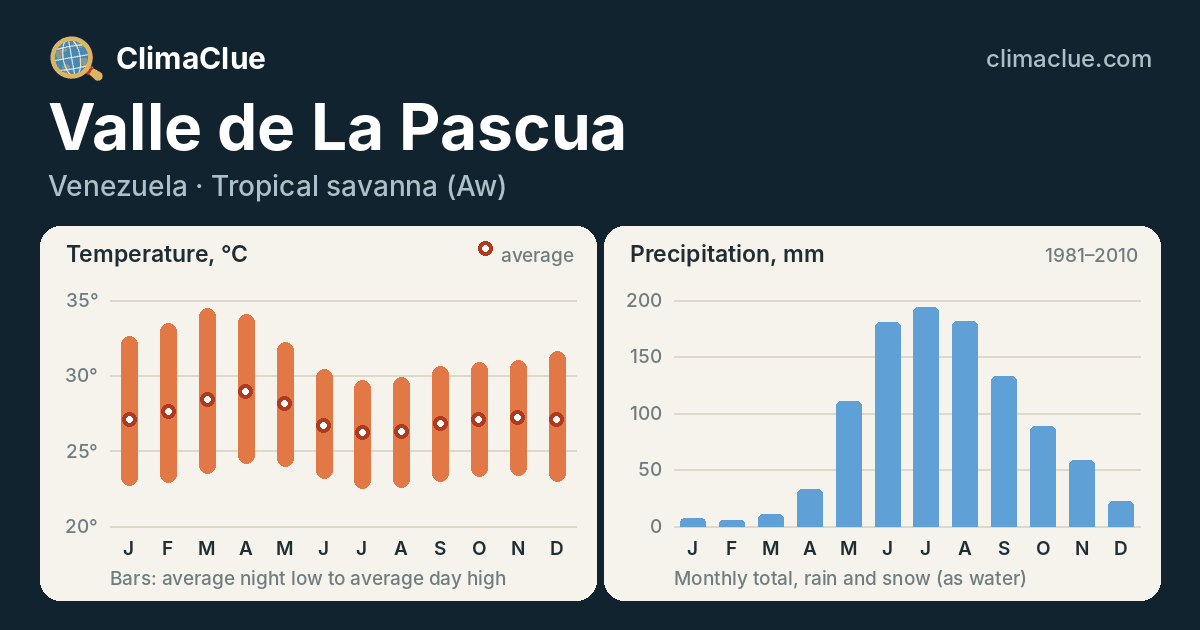 ClimaClue
climaclue.com
Valle de La Pascua
Venezuela · Tropical savanna (Aw)
Temperature, °C
average
35°
30°
25°
20°
J F M A M J J A S O N D
Bars: average night low to average day high
Precipitation, mm
1981–2010
200
150
100
50
0
J F M A M J J A S O N D
Monthly total, rain and snow (as water)